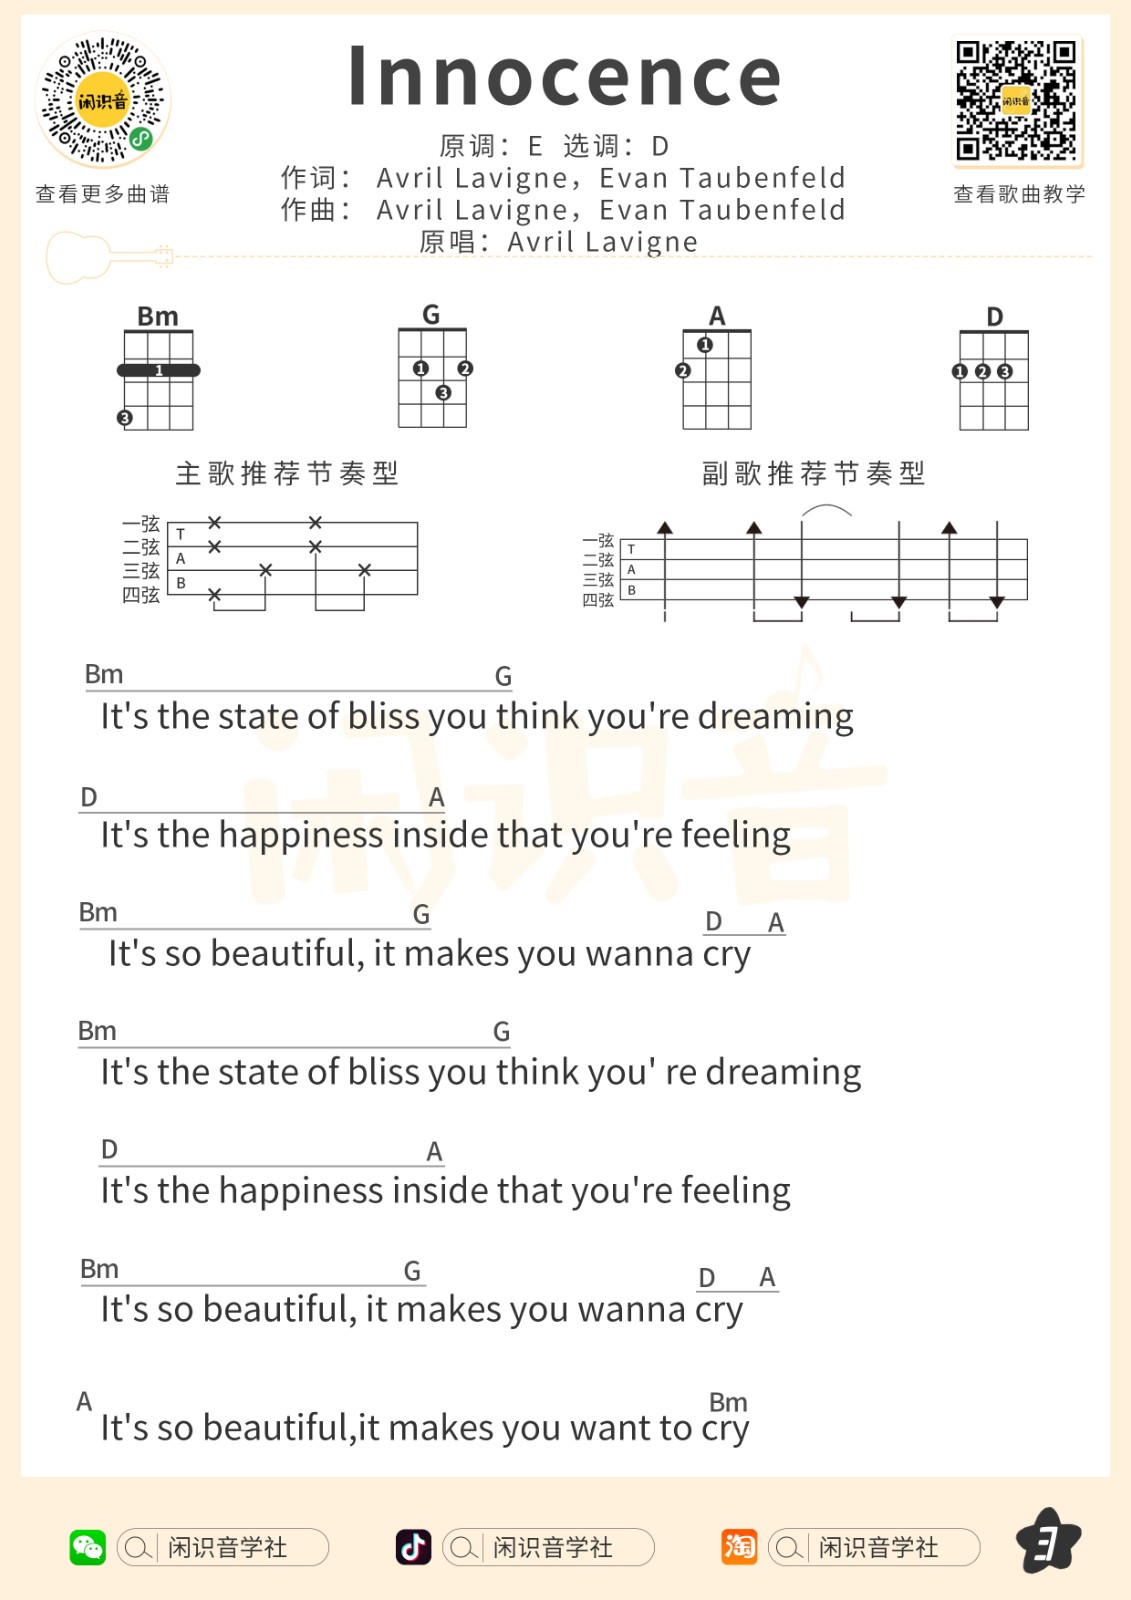 Innocence
闲识音
闲识音
查看更多曲谱
查看歌曲教学
原调：E 选调：D
作词： Avril Lavigne，Evan Taubenfeld
作曲： Avril Lavigne，Evan Taubenfeld
原唱：Avril Lavigne
Bm G A D
1 3
1 2 3
1 2
1 2 3
主歌推荐节奏型
副歌推荐节奏型
一弦
二弦
三弦
四弦
T
A
B
一弦
二弦
三弦
四弦
T
A
B
Bm G
It's the state of bliss you think you're dreaming
D A
It's the happiness inside that you're feeling
Bm G D A
It's so beautiful, it makes you wanna cry
Bm G
It's the state of bliss you think you' re dreaming
D A
It's the happiness inside that you're feeling
Bm G D A
It's so beautiful, it makes you wanna cry
A Bm
It's so beautiful,it makes you want to cry
闲识音
闲识音学社
闲识音学社
淘
闲识音学社
3